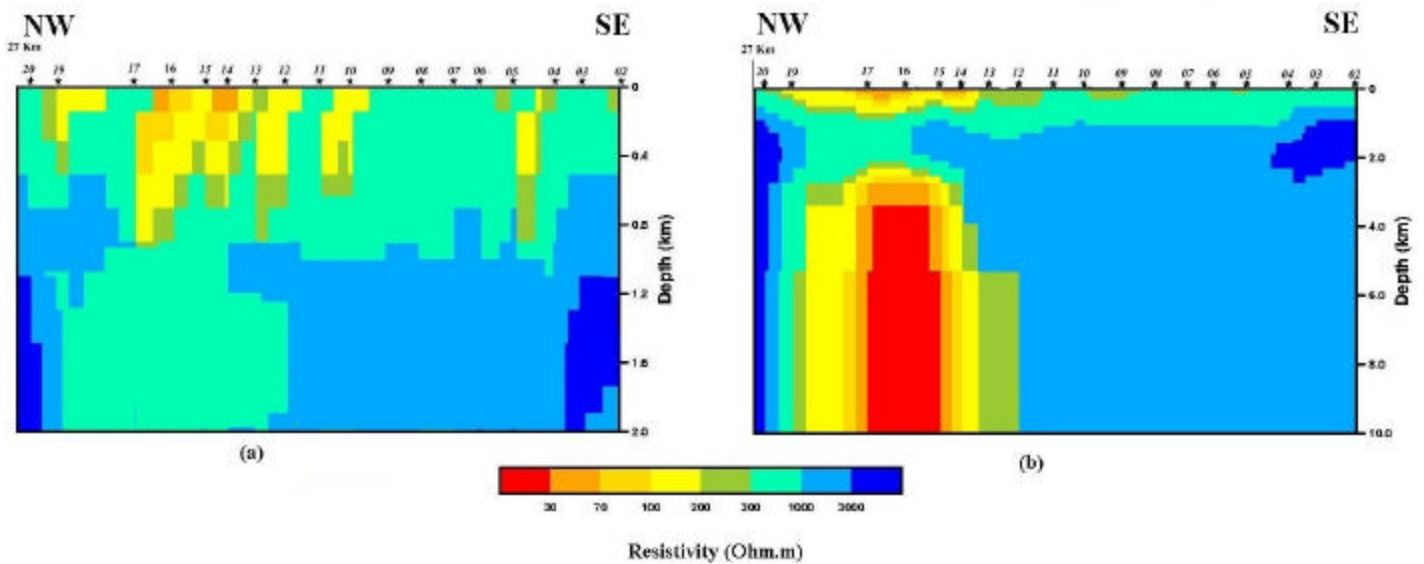 NW SE
27 Km
20 19 17 16 15 14 13 12 11 10 09 08 07 06 05 04 03 02
0
0.4
0.8
1.2
1.6
2.0
Depth (km)
(a)
NW SE
27 Km
20 19 17 16 15 14 13 12 11 10 09 08 07 06 05 04 03 02
0
2.0
4.0
6.0
8.0
10.0
Depth (km)
(b)
30 70 100 200 300 1000 3000
Resistivity (Ohm.m)